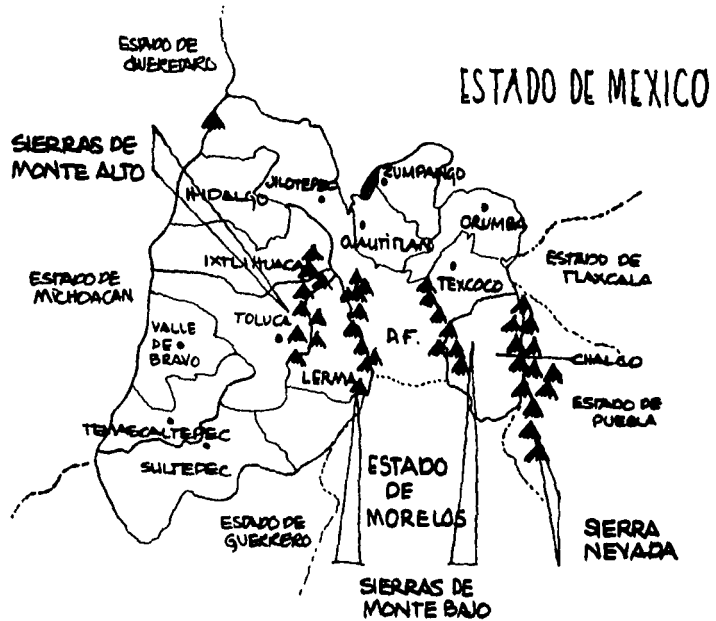 ESTADO DE
QUERETARO
ESTADO DE MEXICO
SIERRAS DE
MONTE ALTO
JILOTEPEC
ZUMPANGO
HIDALGO
OTUMBA
CUAUTITLAN
IXTLAHUACA
TEXCOCO
ESTADO DE
TLAXCALA
ESTADO DE
MICHOACAN
TOLUCA
VALLE
DE
BRAVO
D.F.
LERMA
CHALCO
TEMASCALTEPEC
ESTADO DE
PUEBLA
SULTEPEC
ESTADO
DE
MORELOS
ESTADO DE
GUERRERO
SIERRA
NEVADA
SIERRAS DE
MONTE BAJO